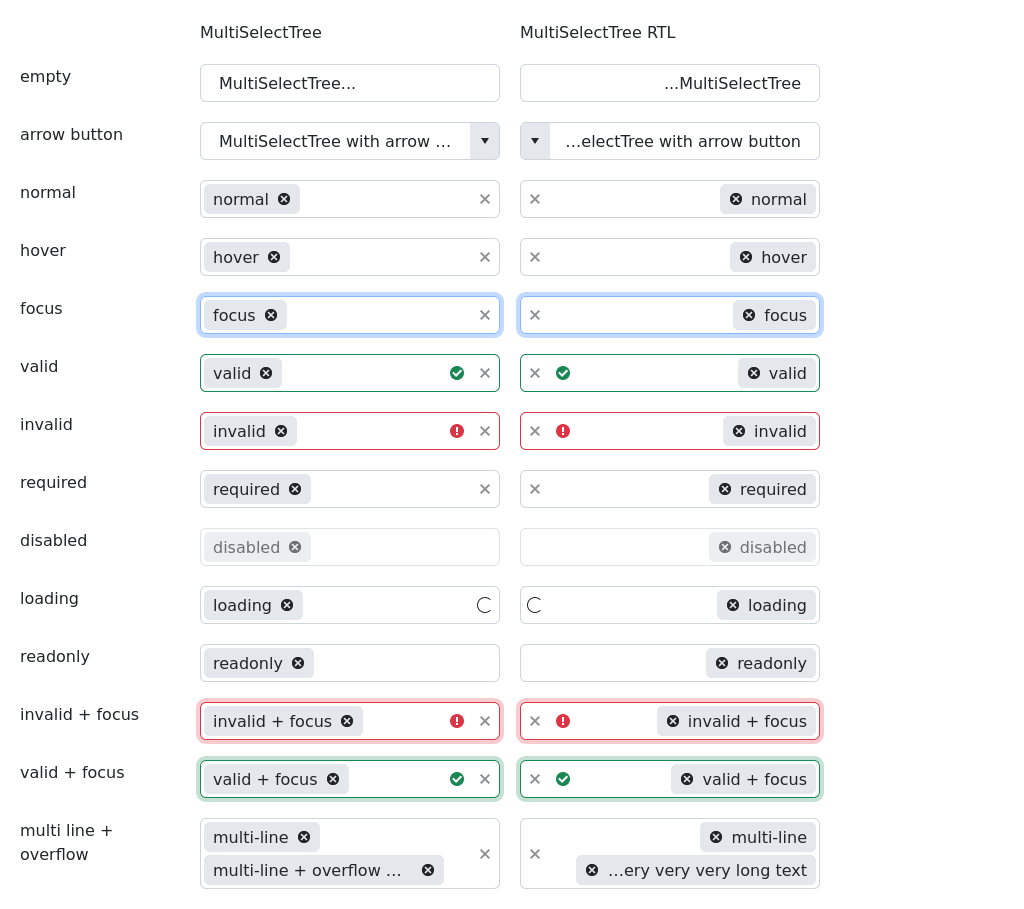 MultiSelectTree MultiSelectTree RTL
empty MultiSelectTree... ...MultiSelectTree
arrow button MultiSelectTree with arrow ... ...electTree with arrow button
normal normal normal
hover hover hover
focus focus focus
valid valid valid
invalid invalid invalid
required required required
disabled disabled disabled
loading loading loading
readonly readonly readonly
invalid + focus invalid + focus invalid + focus
valid + focus valid + focus valid + focus
multi line + multi-line multi-line
overflow multi-line + overflow ... ...ery very very long text